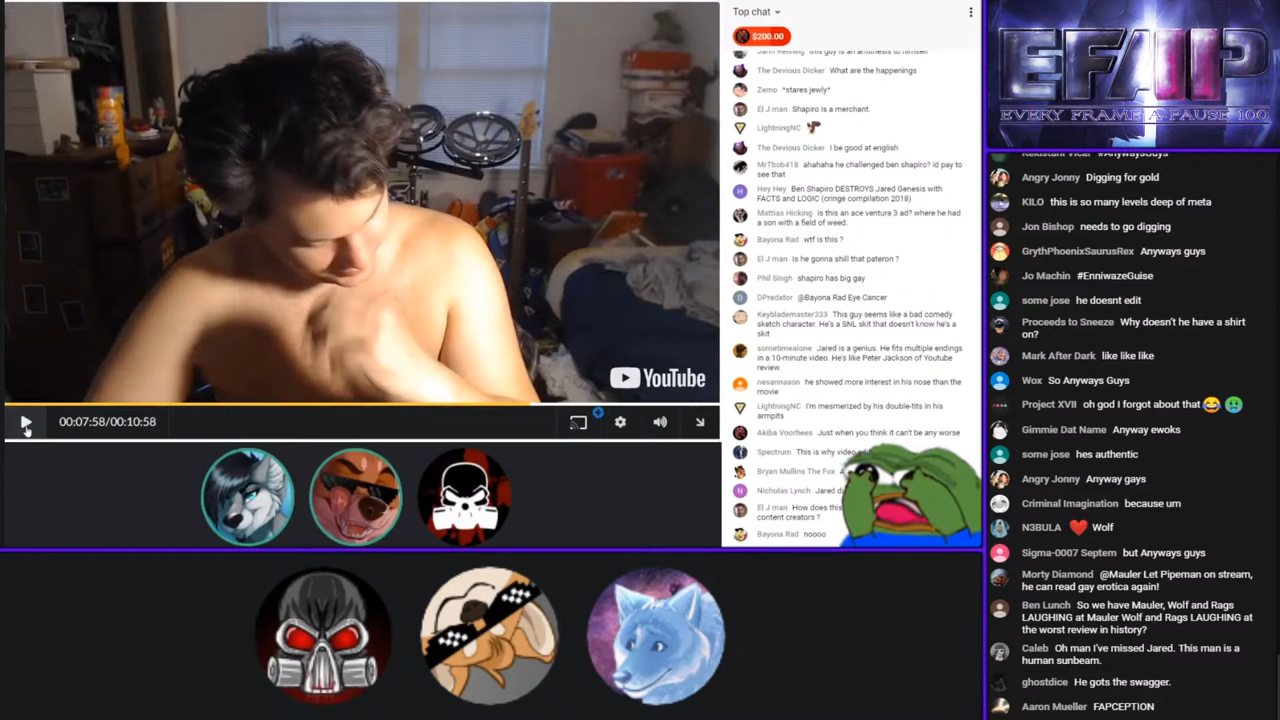 YouTube
00:07:58/00:10:58
Top chat
$200.00
Jann Reising this guy is an antithesis to himself
The Devious Dicker What are the happenings
Zemo *stares jewly*
El J man Shapiro is a merchant.
LightningNC
The Devious Dicker I be good at english
MrTbob418 ahahaha he challenged ben shapiro? id pay to
see that
Hey Hey Ben Shapiro DESTROYS Jared Genesis with
FACTS and LOGIC (cringe compilation 2018)
Mattias Hicking is this an ace ventura 3 ad? where he had
a son with a field of weed.
Bayona Rad wtf is this ?
El J man Is he gonna shill that pateron ?
Phil Singh shapiro has big gay
D DPredator @Bayona Rad Eye Cancer
Keyblademaster333 This guy seems like a bad comedy
sketch character. He's a SNL skit that doesn't know he's a
skit
sometimealone Jared is a genius. He fits multiple endings
in a 10-minute video. He's like Peter Jackson of Youtube
review.
nesannason he showed more interest in his nose than the
movie
LightningNC I'm mesmerized by his double-tits in his
armpits
Akiba Voorhees Just when you think it can't be any worse
Spectrum This is why video
Bryan Mullins The Fox
N Nicholas Lynch Jared
El J man How does this
content creators ?
Bayona Rad noooo
EFAP
EVERY FRAME A PAUSE 100
#AnywaysGuys
Angry Jonny Digging for gold
KILO this is so many levels deep of meta
Jon Bishop needs to go digging
GrythPhoenixSaurusRex Anyways guys
Jo Machin #EnniwazeGuise
some jose he doesnt edit
Proceeds to Sneeze Why doesn't he have a shirt
on?
Mark After Dark like like like
Wox So Anyways Guys
Project XVII oh god I forgot about that 😂🤢
Gimmie Dat Name Anyway ewoks
some jose hes authentic
Angry Jonny Anyway gays
Criminal Imagination because um
N3BULA ❤️ Wolf
Sigma-0007 Septem but Anyways guys
Morty Diamond @Mauler Let Pipeman on stream,
he can read gay erotica again!
Ben Lunch So we have Mauler, Wolf and Rags
LAUGHING at Mauler Wolf and Rags LAUGHING at
the worst review in history?
Caleb Oh man i've missed Jared. This man is a
human sunbeam.
ghostdice He gots the swagger.
Aaron Mueller FAPCEPTION